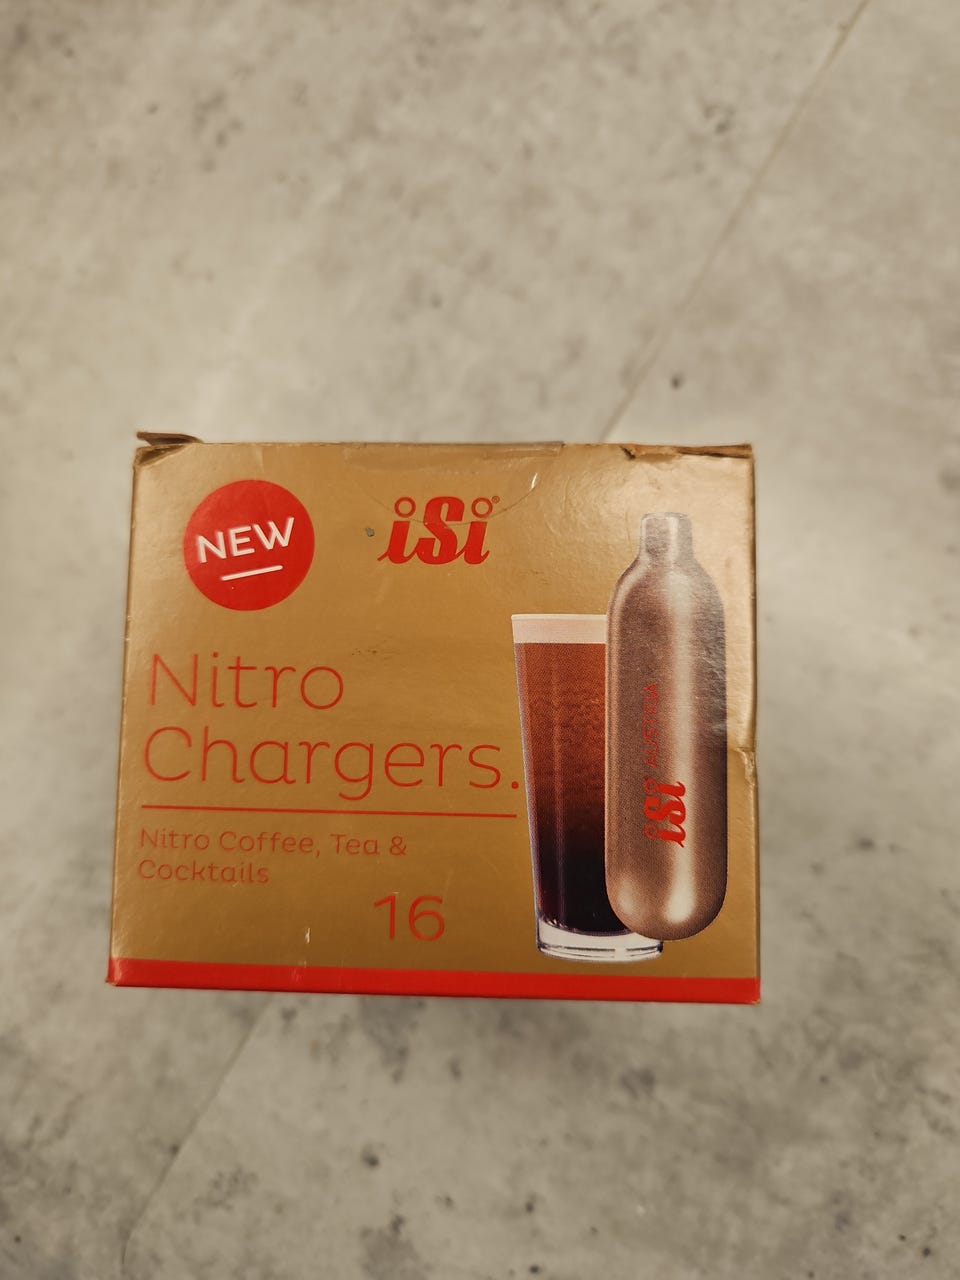 NEW
iSi®
Nitro
Chargers.
Nitro Coffee, Tea &
Cocktails
16
iSi® AUSTRIA